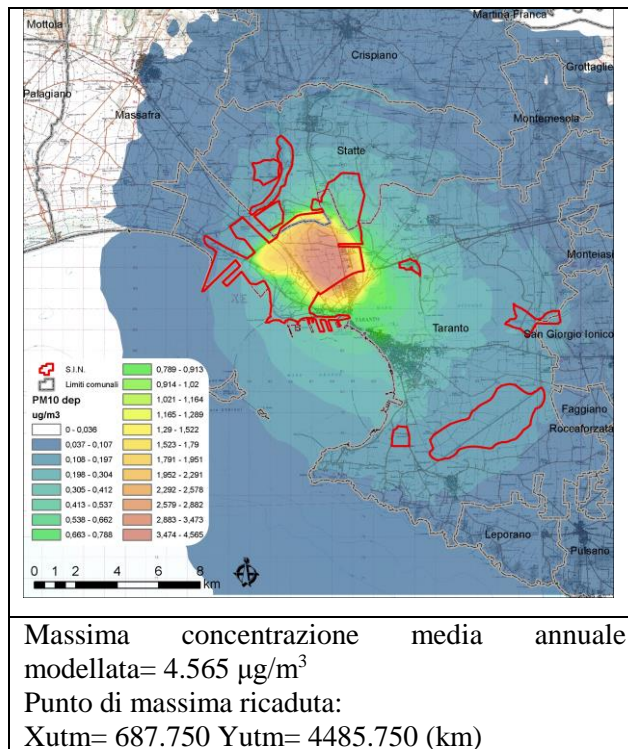 Martina Franca
Mottola
Crispiano
Grottaglie
Palagiano
Massafra
Montemesola
Statte
Monteiasi
Taranto
San Giorgio Ionico
Faggiano
Roccaforzata
Leporano
Pulsano
TARANTO
S.I.N.
Limiti comunali
PM10 dep
ug/m3
0 - 0,036
0,037 - 0,107
0,108 - 0,197
0,198 - 0,304
0,305 - 0,412
0,413 - 0,537
0,538 - 0,662
0,663 - 0,788
0,789 - 0,913
0,914 - 1,02
1,021 - 1,164
1,165 - 1,289
1,29 - 1,522
1,523 - 1,79
1,791 - 1,951
1,952 - 2,291
2,292 - 2,578
2,579 - 2,882
2,883 - 3,473
3,474 - 4,565
0 2 4 6 8
km
Massima concentrazione media annuale
modellata= 4.565 µg/m³
Punto di massima ricaduta:
Xutm= 687.750 Yutm= 4485.750 (km)